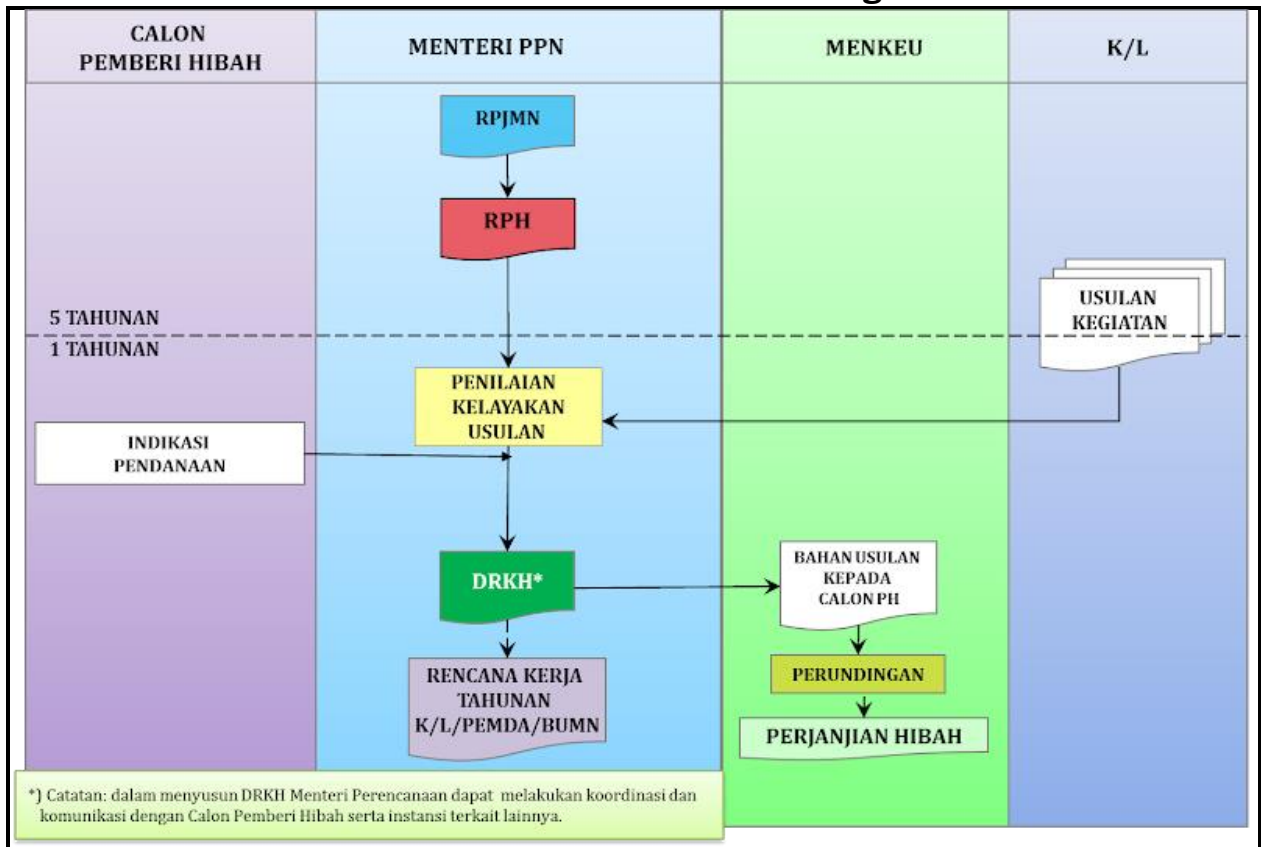 CALON
PEMBERI HIBAH
MENTERI PPN
MENKEU
K/L
RPJMN
RPH
USULAN
KEGIATAN
5 TAHUNAN
1 TAHUNAN
PENILAIAN
KELAYAKAN
USULAN
INDIKASI
PENDANAAN
DRKH*
BAHAN USULAN
KEPADA
CALON PH
RENCANA KERJA
TAHUNAN
K/L/PEMDA/BUMN
PERUNDINGAN
PERJANJIAN HIBAH
*) Catatan: dalam menyusun DRKH Menteri Perencanaan dapat melakukan koordinasi dan
komunikasi dengan Calon Pemberi Hibah serta instansi terkait lainnya.